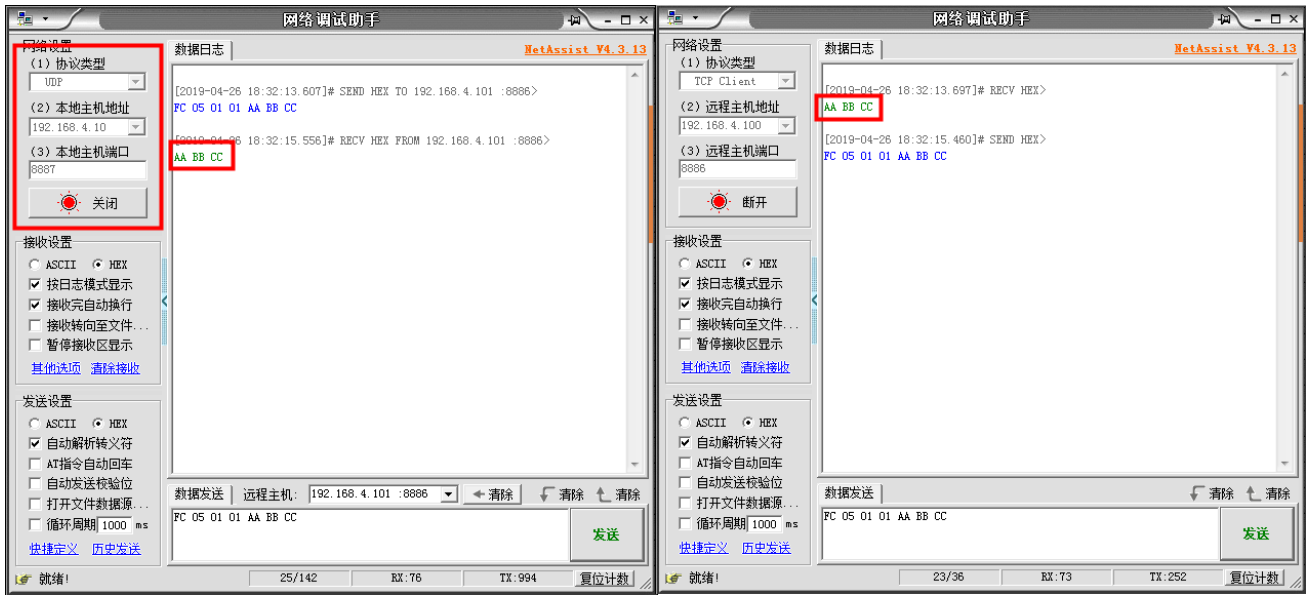 网络调试助手
网络设置
(1) 协议类型
UDP
(2) 本地主机地址
192.168.4.10
(3) 本地主机端口
8887
关闭
接收设置
ASCII HEX
按日志模式显示
接收完自动换行
接收转向至文件...
暂停接收区显示
其他选项 清除接收
发送设置
ASCII HEX
自动解析转义符
AT指令自动回车
自动发送校验位
打开文件数据源...
循环周期 1000 ms
快捷定义 历史发送
数据日志
NetAssist V4.3.13
[2019-04-26 18:32:13.607]# SEND HEX TO 192.168.4.101 :8886>
FC 05 01 01 AA BB CC
[2019-04-26 18:32:15.556]# RECV HEX FROM 192.168.4.101 :8886>
AA BB CC
数据发送 远程主机: 192.168.4.101 :8886 清除 清除 清除
FC 05 01 01 AA BB CC
发送
就绪! 25/142 RX:76 TX:994 复位计数
网络调试助手
网络设置
(1) 协议类型
TCP Client
(2) 远程主机地址
192.168.4.100
(3) 远程主机端口
8886
断开
接收设置
ASCII HEX
按日志模式显示
接收完自动换行
接收转向至文件...
暂停接收区显示
其他选项 清除接收
发送设置
ASCII HEX
自动解析转义符
AT指令自动回车
自动发送校验位
打开文件数据源...
循环周期 1000 ms
快捷定义 历史发送
数据日志
NetAssist V4.3.13
[2019-04-26 18:32:13.697]# RECV HEX>
AA BB CC
[2019-04-26 18:32:15.460]# SEND HEX>
FC 05 01 01 AA BB CC
数据发送 清除 清除
FC 05 01 01 AA BB CC
发送
就绪! 23/36 RX:73 TX:252 复位计数